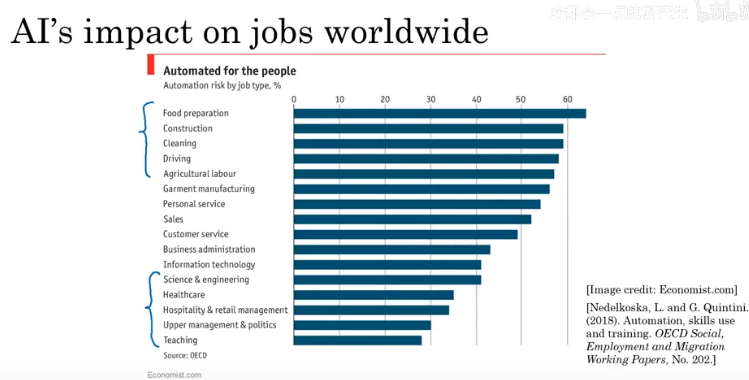 AI's impact on jobs worldwide
Automated for the people
Automation risk by job type, %
0 10 20 30 40 50 60
Food preparation
Construction
Cleaning
Driving
Agricultural labour
Garment manufacturing
Personal service
Sales
Customer service
Business administration
Information technology
Science & engineering
Healthcare
Hospitality & retail management
Upper management & politics
Teaching
Source: OECD
Economist.com
[Image credit: Economist.com]
[Nedelkoska, L. and G. Quintini.
(2018). Automation, skills use
and training. OECD Social,
Employment and Migration
Working Papers, No. 202.]